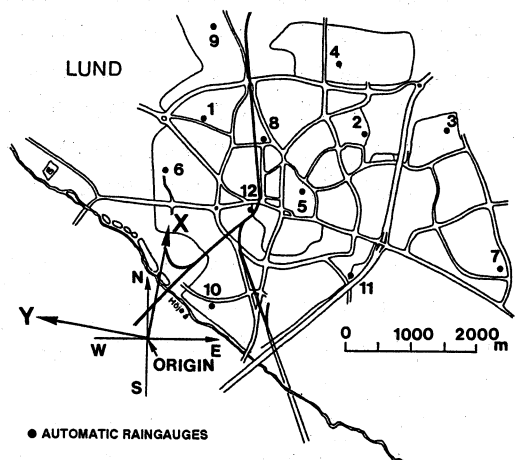 9
4
LUND
1
8
2
3
6
12
5
X
7
N
10
11
Höje å
Y
0 1000 2000 m
W E
ORIGIN
S
● AUTOMATIC RAINGAUGES